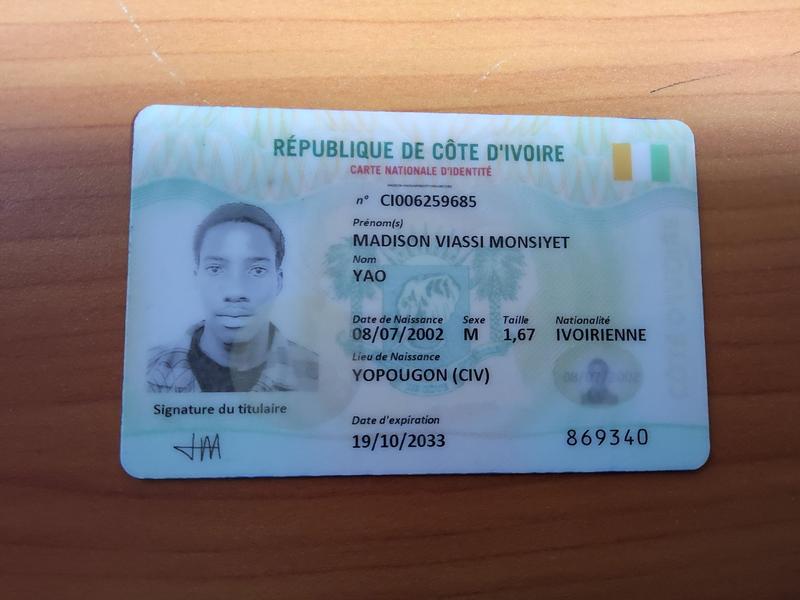 RÉPUBLIQUE DE CÔTE D'IVOIRE
CARTE NATIONALE D'IDENTITÉ
n° CI006259685
Prénom(s)
MADISON VIASSI MONSIYET
Nom
YAO
Date de Naissance Sexe Taille Nationalité
08/07/2002 M 1,67 IVOIRIENNE
Lieu de Naissance
YOPOUGON (CIV)
Signature du titulaire
Date d'expiration
19/10/2033
869340